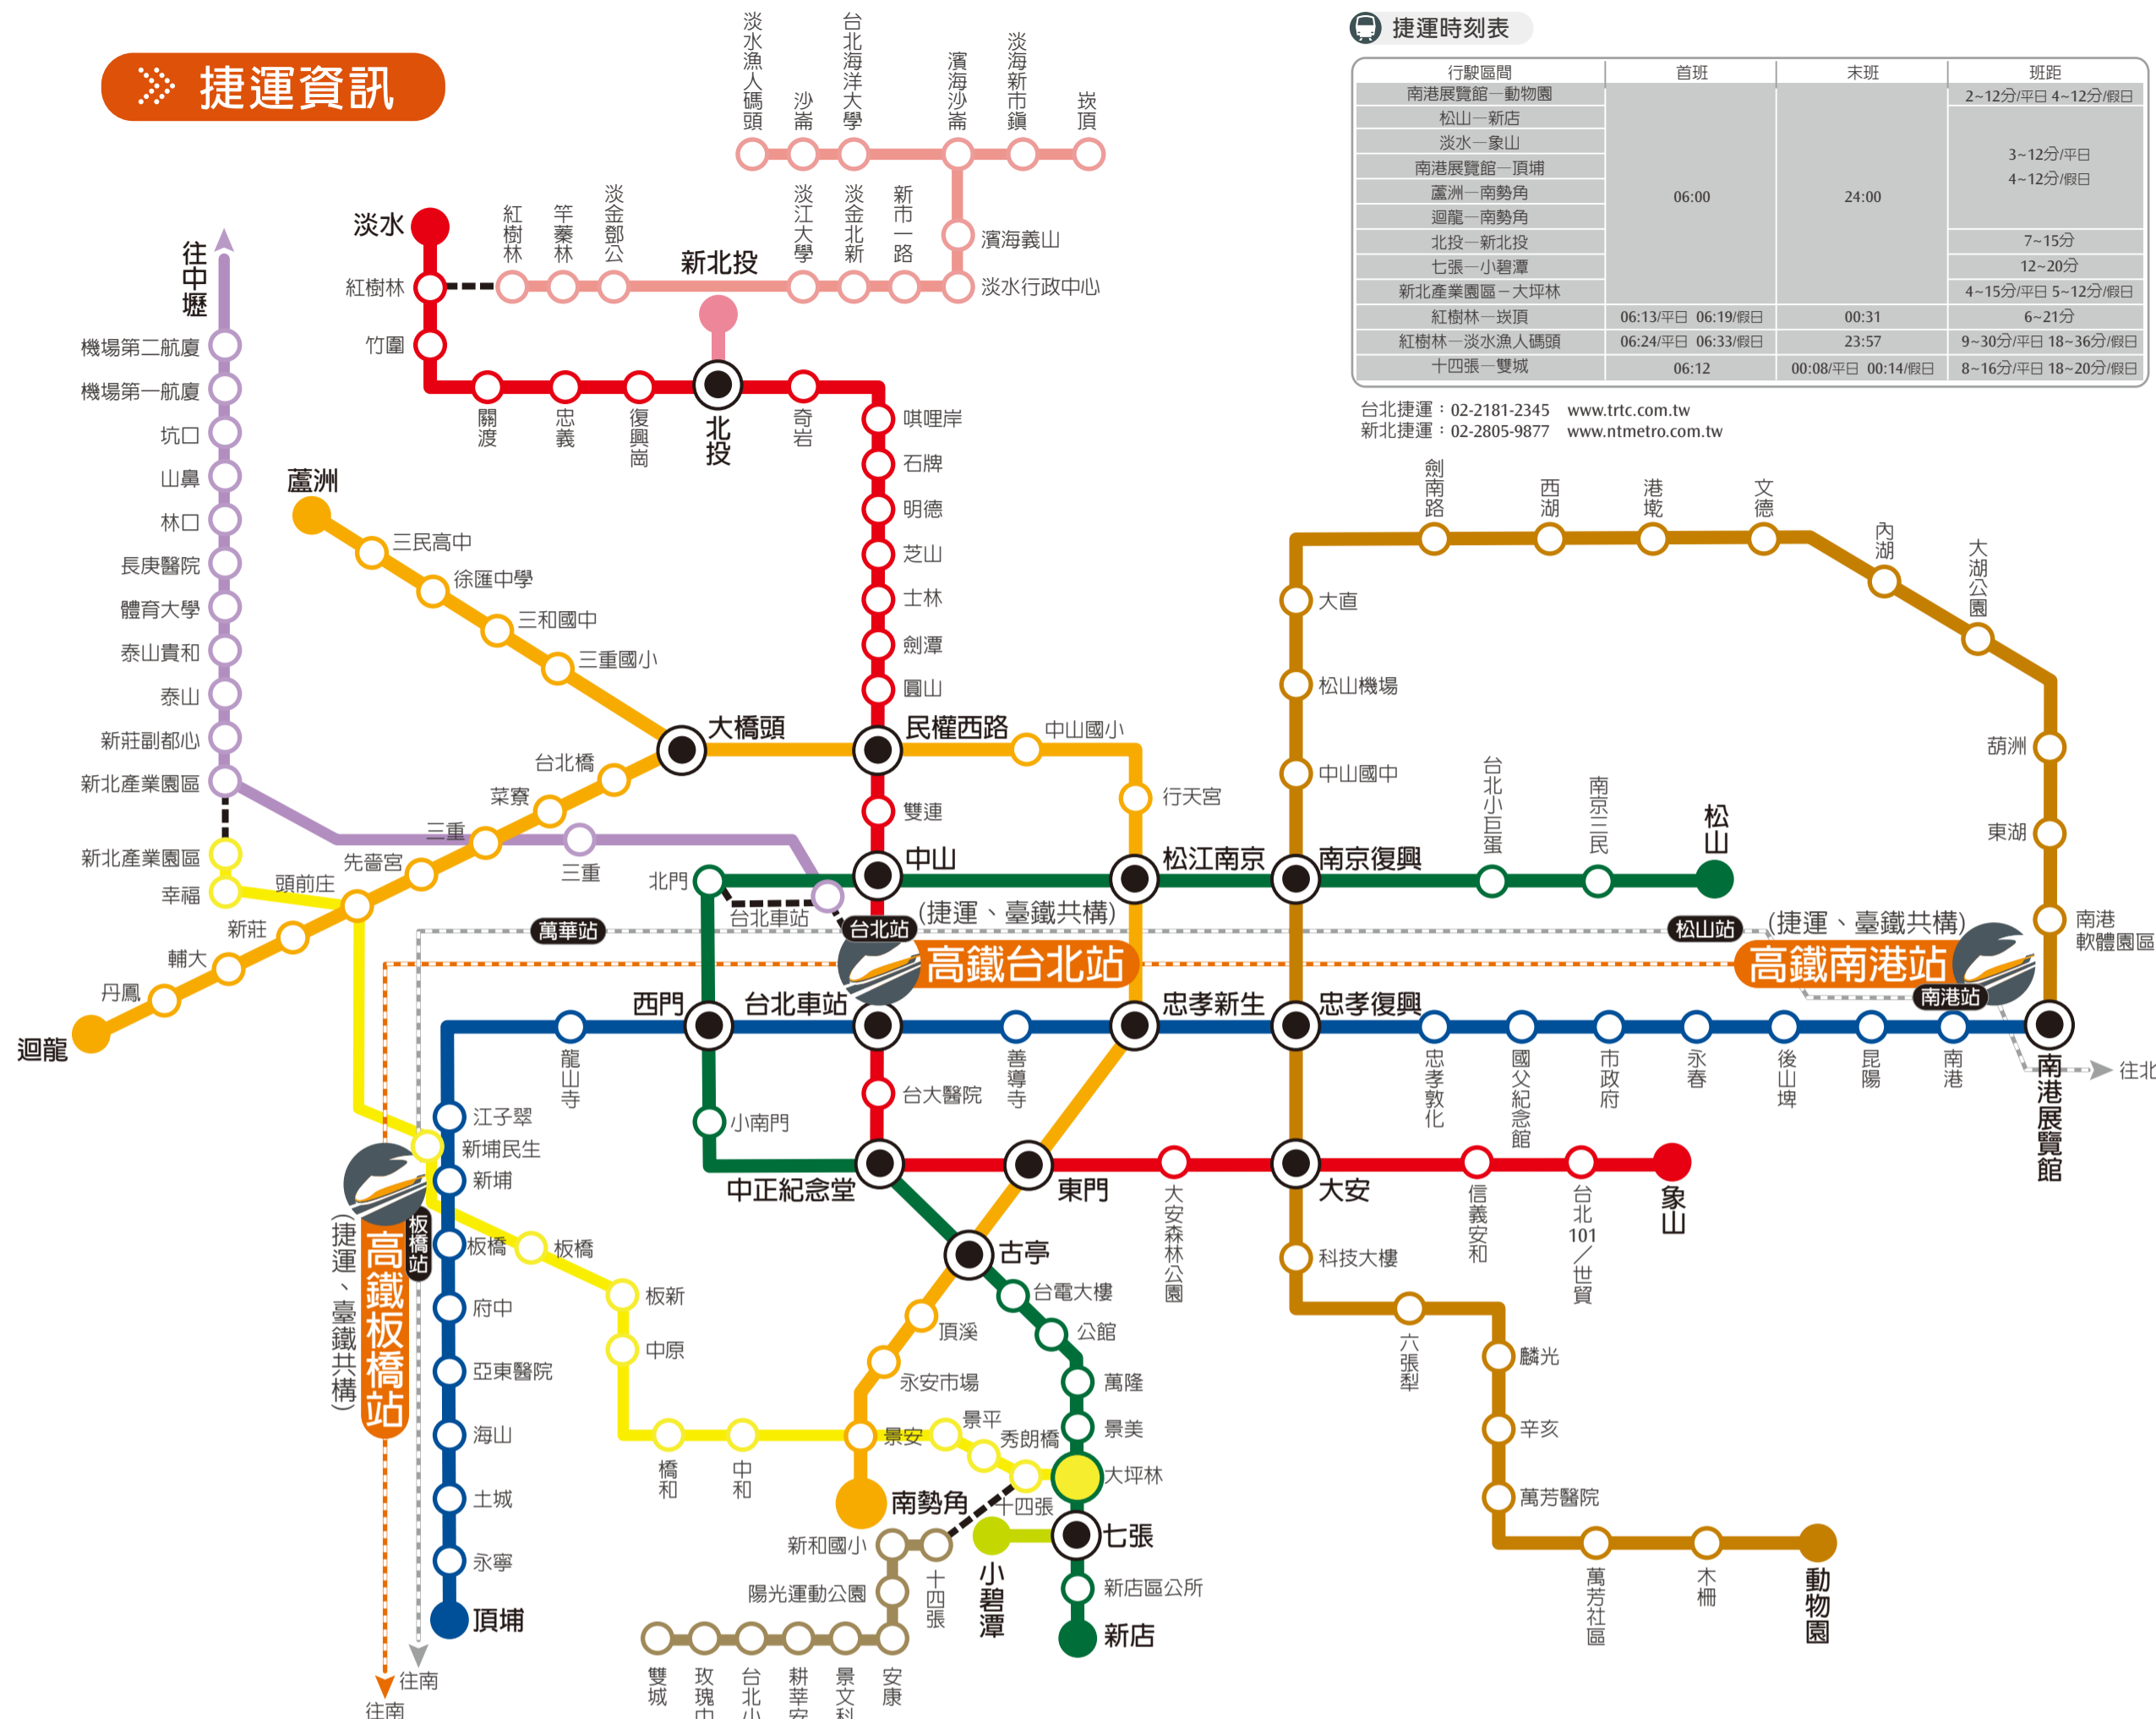 捷運資訊
捷運時刻表
行駛區間 首班 末班 班距
南港展覽館—動物園 2~12分/平日 4~12分/假日
松山—新店
淡水—象山
南港展覽館—頂埔
蘆洲—南勢角
迴龍—南勢角
06:00 24:00
3~12分/平日
4~12分/假日
北投—新北投 7~15分
七張—小碧潭 12~20分
新北產業園區－大坪林 4~15分/平日 5~12分/假日
紅樹林—崁頂 06:13/平日 06:19/假日 00:31 6~21分
紅樹林—淡水漁人碼頭 06:24/平日 06:33/假日 23:57 9~30分/平日 18~36分/假日
十四張—雙城 06:12 00:08/平日 00:14/假日 8~16分/平日 18~20分/假日
台北捷運：02-2181-2345 www.trtc.com.tw
新北捷運：02-2805-9877 www.ntmetro.com.tw
淡水漁人碼頭
沙崙
台北海洋大學
濱海沙崙
淡海新市鎮
崁頂
濱海義山
淡水行政中心
新市一路
淡金北新
淡江大學
淡金鄧公
竿蓁林
紅樹林
淡水
紅樹林
竹圍
關渡
忠義
復興崗
新北投
北投
奇岩
唭哩岸
石牌
明德
芝山
士林
劍潭
圓山
民權西路
雙連
中山
台北車站
台大醫院
中正紀念堂
東門
大安森林公園
大安
信義安和
台北101／世貿
象山
往中壢
機場第二航廈
機場第一航廈
坑口
山鼻
林口
長庚醫院
體育大學
泰山貴和
泰山
新莊副都心
新北產業園區
三重
台北車站
新北產業園區
幸福
頭前庄
新埔民生
板橋
板新
中原
橋和
中和
景安
景平
秀朗橋
十四張
大坪林
蘆洲
三民高中
徐匯中學
三和國中
三重國小
大橋頭
台北橋
菜寮
三重
先嗇宮
新莊
輔大
丹鳳
迴龍
中山國小
行天宮
松江南京
忠孝新生
古亭
頂溪
永安市場
南勢角
北門
西門
小南門
南京復興
台北小巨蛋
南京三民
松山
台電大樓
公館
萬隆
景美
七張
小碧潭
新店區公所
新店
龍山寺
江子翠
新埔
板橋
府中
亞東醫院
海山
土城
永寧
頂埔
善導寺
忠孝復興
忠孝敦化
國父紀念館
市政府
永春
後山埤
昆陽
南港
南港展覽館
劍南路
西湖
港墘
文德
內湖
大湖公園
葫洲
東湖
南港
軟體園區
大直
松山機場
中山國中
科技大樓
六張犁
麟光
辛亥
萬芳醫院
萬芳社區
木柵
動物園
萬華站
台北站
(捷運、臺鐵共構)
高鐵台北站
松山站
(捷運、臺鐵共構)
高鐵南港站
南港站
往北
板橋站
高鐵板橋站
(捷運、臺鐵共構)
往南
往南
十四張
新和國小
陽光運動公園
安康
雙城